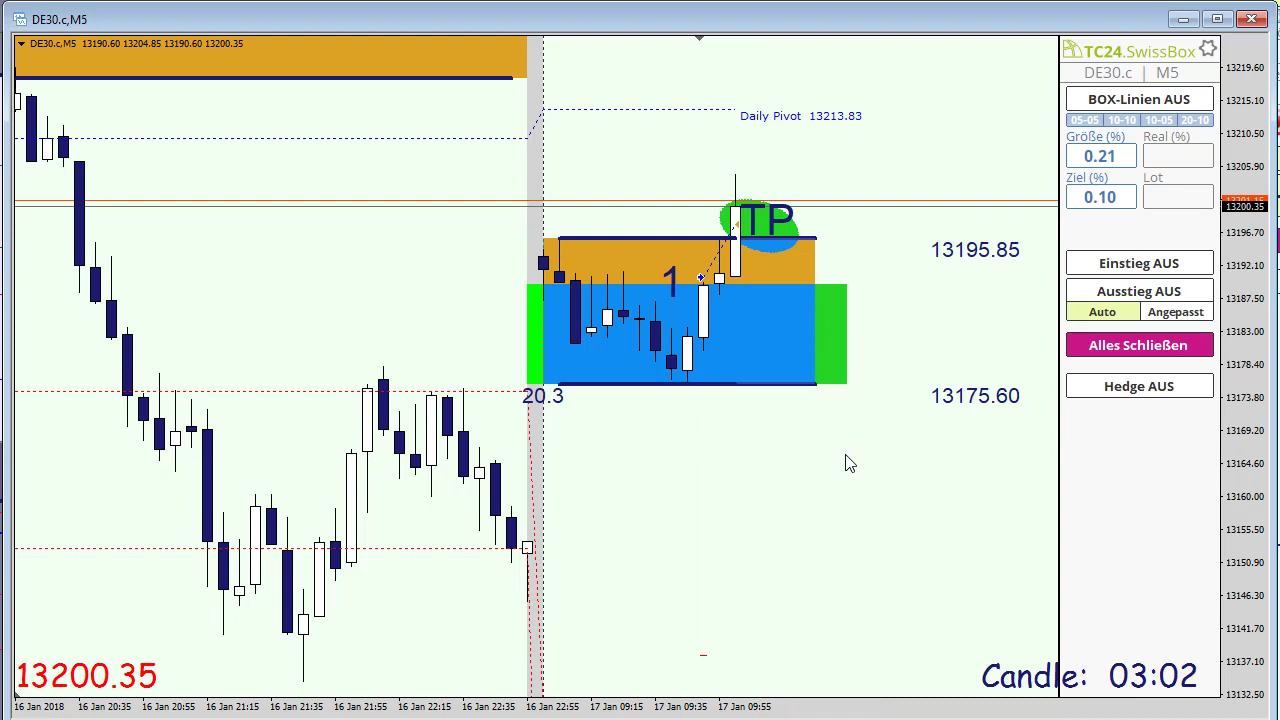 DE30.c,M5
DE30.c,M5 13190.60 13204.85 13190.60 13200.35
Daily Pivot 13213.83
TP
1
13195.85
20.3
13175.60
13200.35
Candle: 03:02
TC24.SwissBox
DE30.c | M5
BOX-Linien AUS
05-05 10-10 10-05 20-10
Größe (%) Real (%)
0.21
Ziel (%) Lot
0.10
Einstieg AUS
Ausstieg AUS
Auto Angepasst
Alles Schließen
Hedge AUS
13219.60
13215.10
13210.50
13205.90
13201.15
13200.35
13196.70
13192.10
13187.50
13183.00
13178.40
13173.80
13169.20
13164.60
13160.00
13155.50
13150.90
13146.30
13141.70
13137.10
13132.50
16 Jan 2018 16 Jan 20:35 16 Jan 20:55 16 Jan 21:15 16 Jan 21:35 16 Jan 21:55 16 Jan 22:15 16 Jan 22:35 16 Jan 22:55 17 Jan 09:15 17 Jan 09:35 17 Jan 09:55